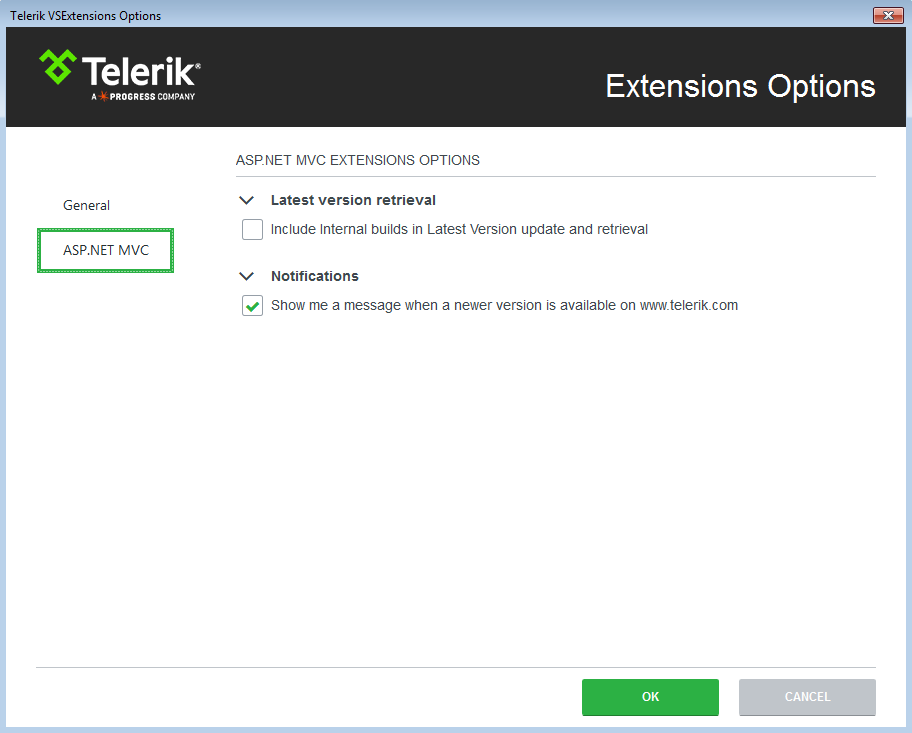 Telerik VSExtensions Options
Telerik®
A PROGRESS COMPANY
Extensions Options
ASP.NET MVC EXTENSIONS OPTIONS
General
ASP.NET MVC
Latest version retrieval
Include Internal builds in Latest Version update and retrieval
Notifications
Show me a message when a newer version is available on www.telerik.com
OK
CANCEL